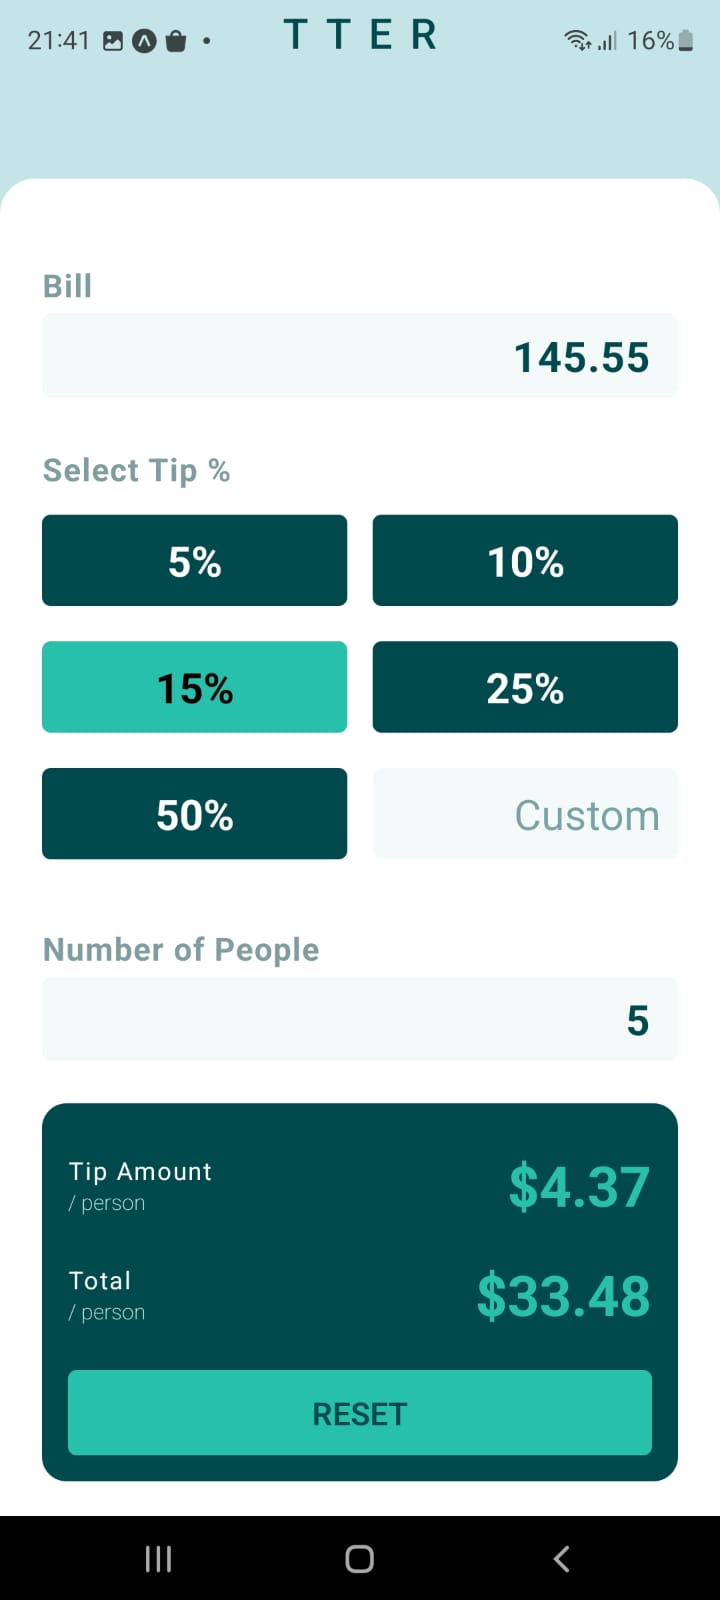 21:41
16%
TTER
Bill
145.55
Select Tip %
5% 10%
15% 25%
50% Custom
Number of People
5
Tip Amount
/ person
$4.37
Total
/ person
$33.48
RESET